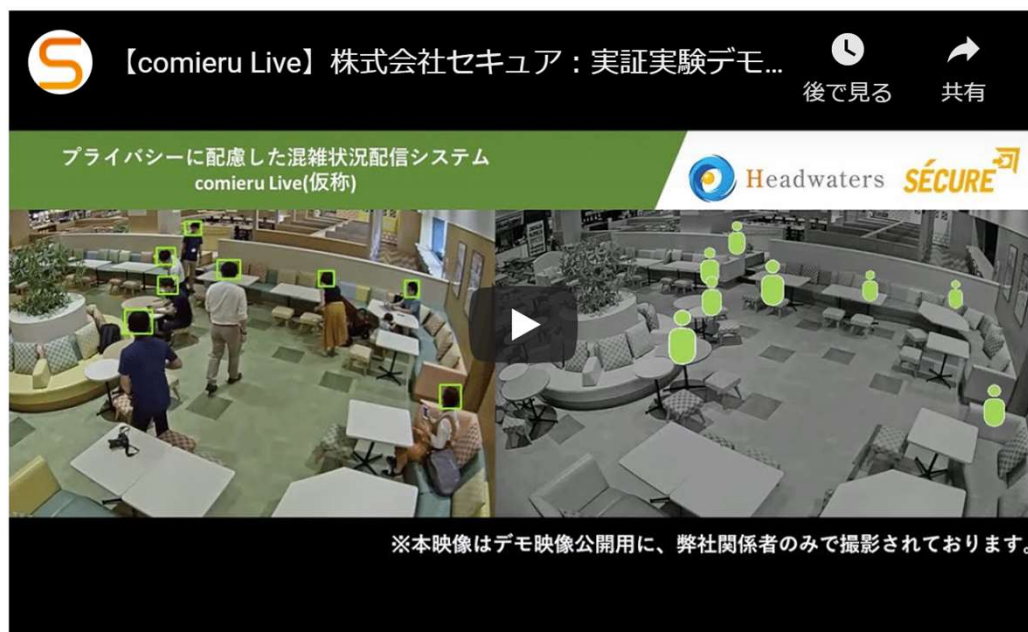 【comieru Live】株式会社セキュア：実証実験デモ...
後で見る
共有
プライバシーに配慮した混雑状況配信システム
comieru Live(仮称)
Headwaters
SÉCURE
※本映像はデモ映像公開用に、弊社関係者のみで撮影されております。